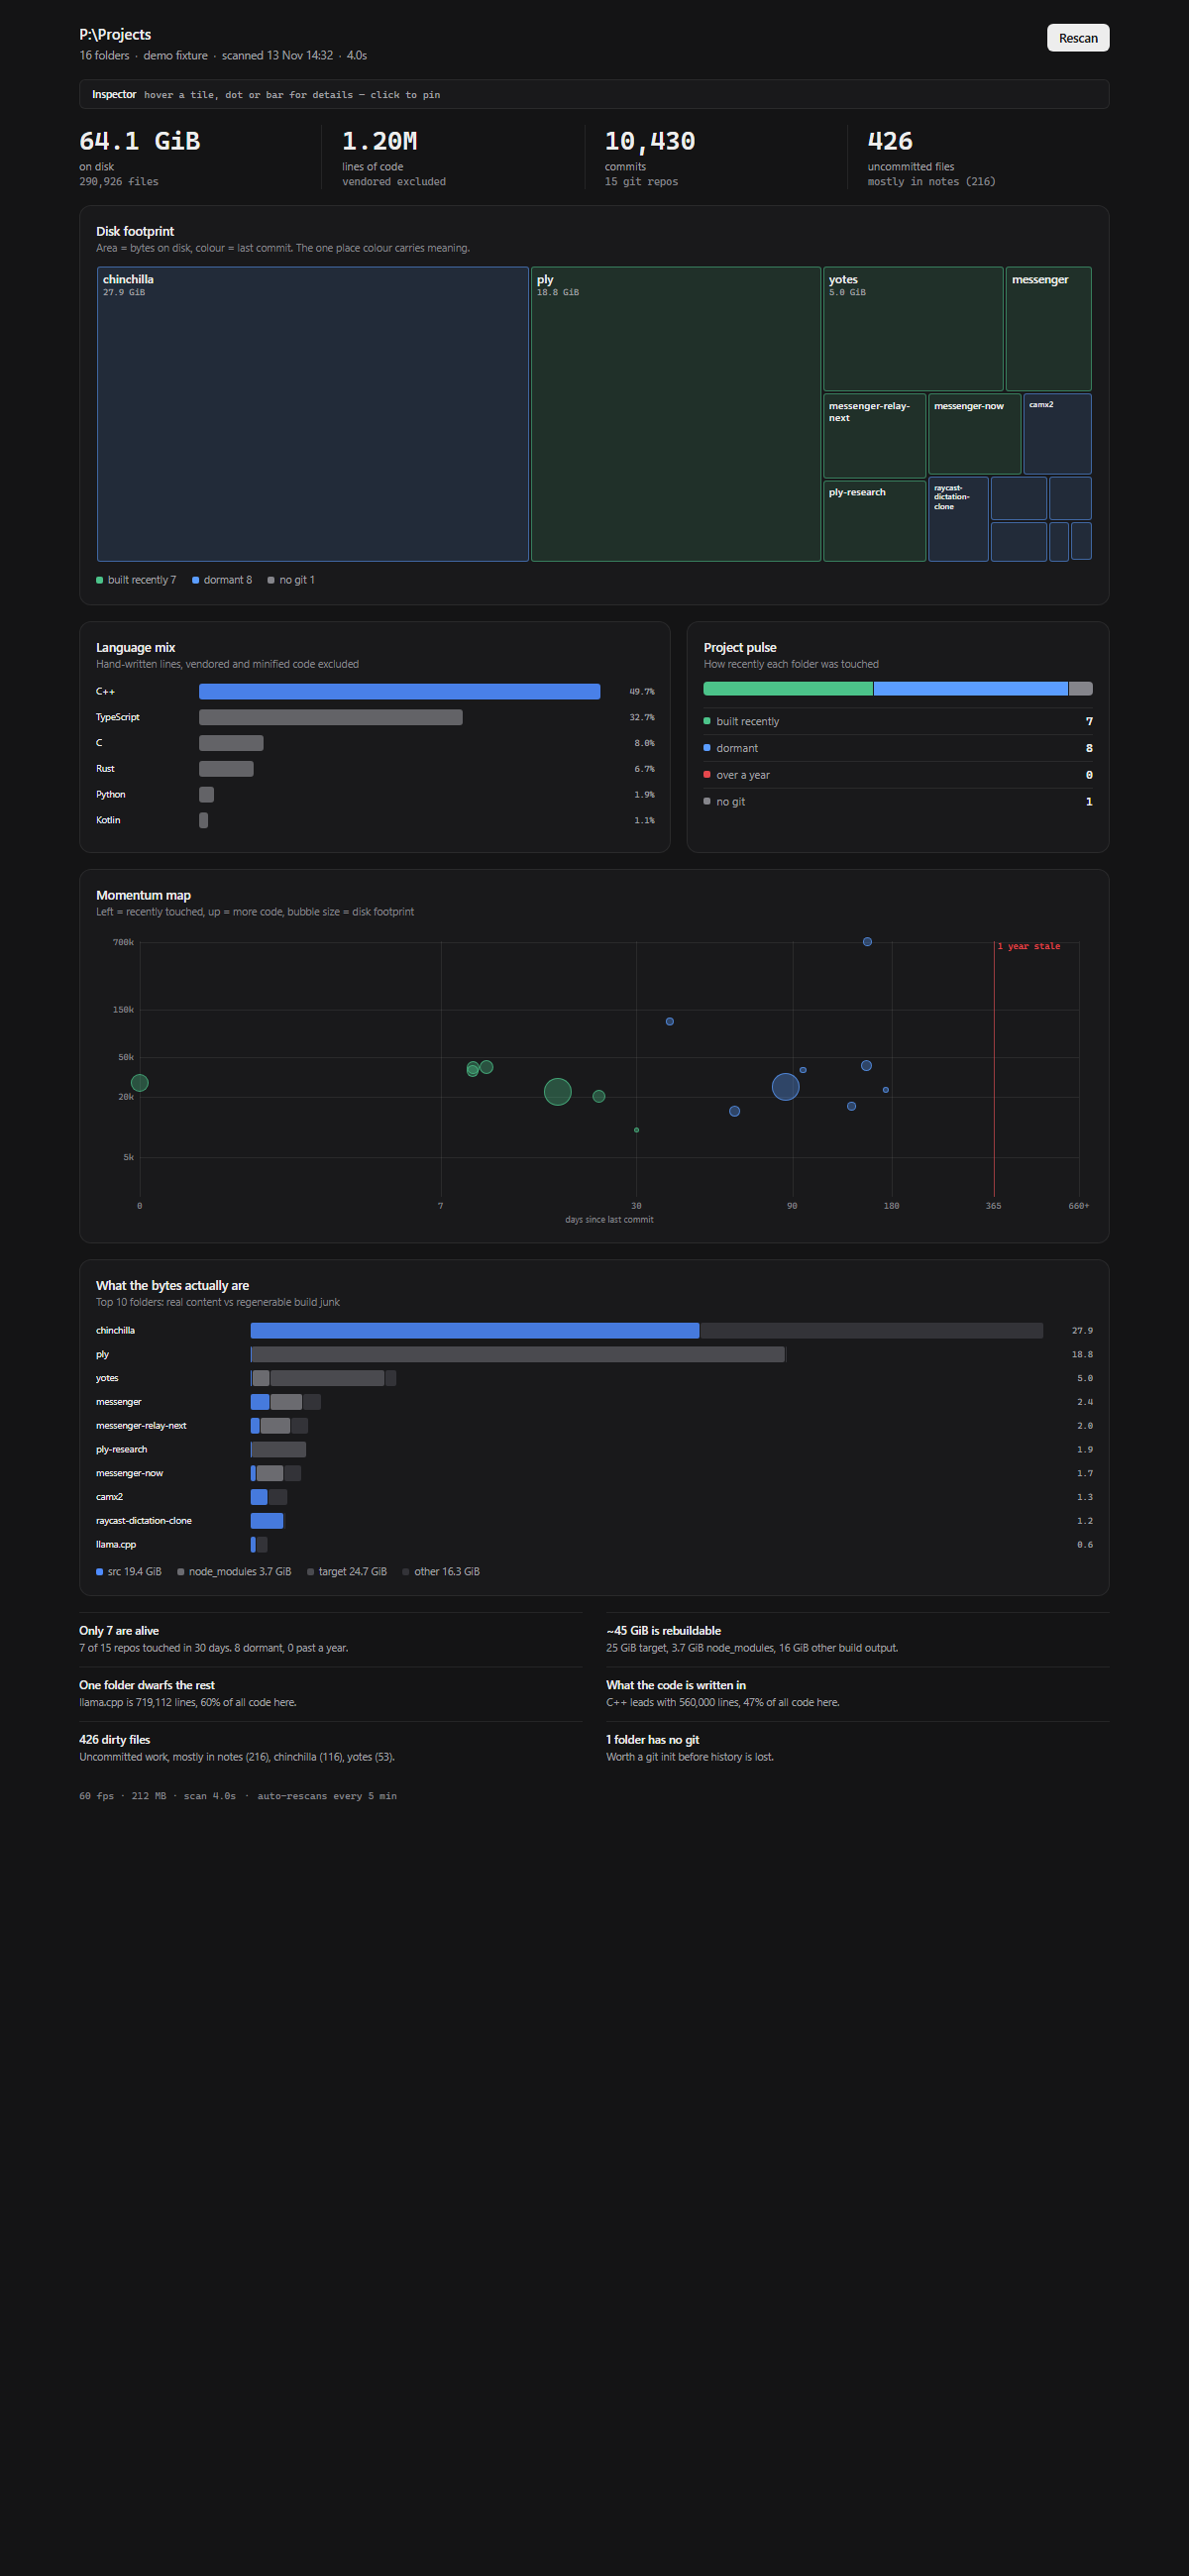 P:\Projects
Rescan
16 folders · demo fixture · scanned 13 Nov 14:32 · 4.0s
Inspector hover a tile, dot or bar for details — click to pin
64.1 GiB
on disk
290,926 files
1.20M
lines of code
vendored excluded
10,430
commits
15 git repos
426
uncommitted files
mostly in notes (216)
Disk footprint
Area = bytes on disk, colour = last commit. The one place colour carries meaning.
chinchilla
27.9 GiB
ply
18.8 GiB
yotes
5.0 GiB
messenger
messenger-relay-
next
messenger-now
camx2
ply-research
raycast-
dictation-
clone
built recently 7
dormant 8
no git 1
Language mix
Hand-written lines, vendored and minified code excluded
C++ 49.7%
TypeScript 32.7%
C 8.0%
Rust 6.7%
Python 1.9%
Kotlin 1.1%
Project pulse
How recently each folder was touched
built recently 7
dormant 8
over a year 0
no git 1
Momentum map
Left = recently touched, up = more code, bubble size = disk footprint
700k
1 year stale
150k
50k
20k
5k
0 7 30 90 180 365 660+
days since last commit
What the bytes actually are
Top 10 folders: real content vs regenerable build junk
chinchilla 27.9
ply 18.8
yotes 5.0
messenger 2.4
messenger-relay-next 2.0
ply-research 1.9
messenger-now 1.7
camx2 1.3
raycast-dictation-clone 1.2
llama.cpp 0.6
src 19.4 GiB
node_modules 3.7 GiB
target 24.7 GiB
other 16.3 GiB
Only 7 are alive
7 of 15 repos touched in 30 days. 8 dormant, 0 past a year.
~45 GiB is rebuildable
25 GiB target, 3.7 GiB node_modules, 16 GiB other build output.
One folder dwarfs the rest
llama.cpp is 719,112 lines, 60% of all code here.
What the code is written in
C++ leads with 560,000 lines, 47% of all code here.
426 dirty files
Uncommitted work, mostly in notes (216), chinchilla (116), yotes (53).
1 folder has no git
Worth a git init before history is lost.
60 fps · 212 MB · scan 4.0s · auto-rescans every 5 min